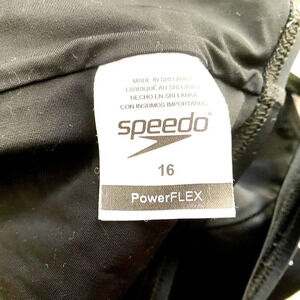 MADE IN SRI LANKA
FABRIQUÉ AU SRI LANKA
HECHO EN SRI LANKA
CON INSUMOS IMPORTADOS
speedo
16
PowerFLEX